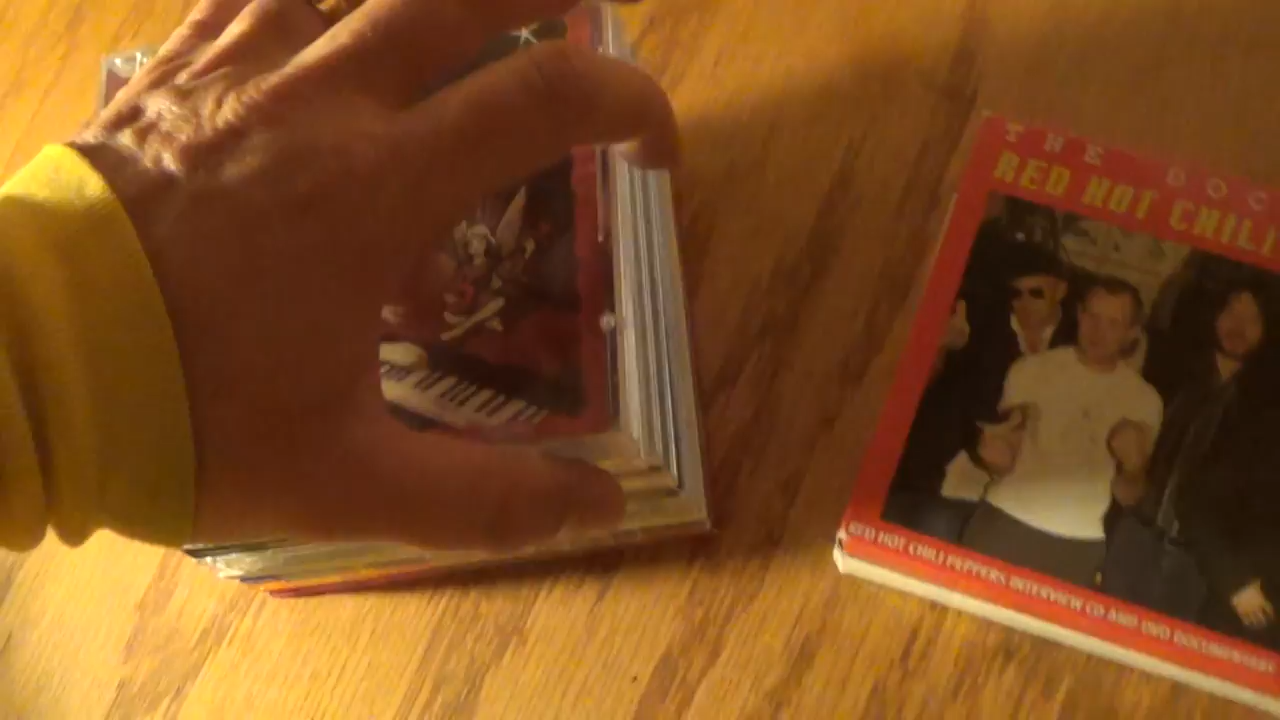 THE DOC
RED HOT CHILI
RED HOT CHILI PEPPERS INTERVIEW CD AND DVD DOCUMENTARY